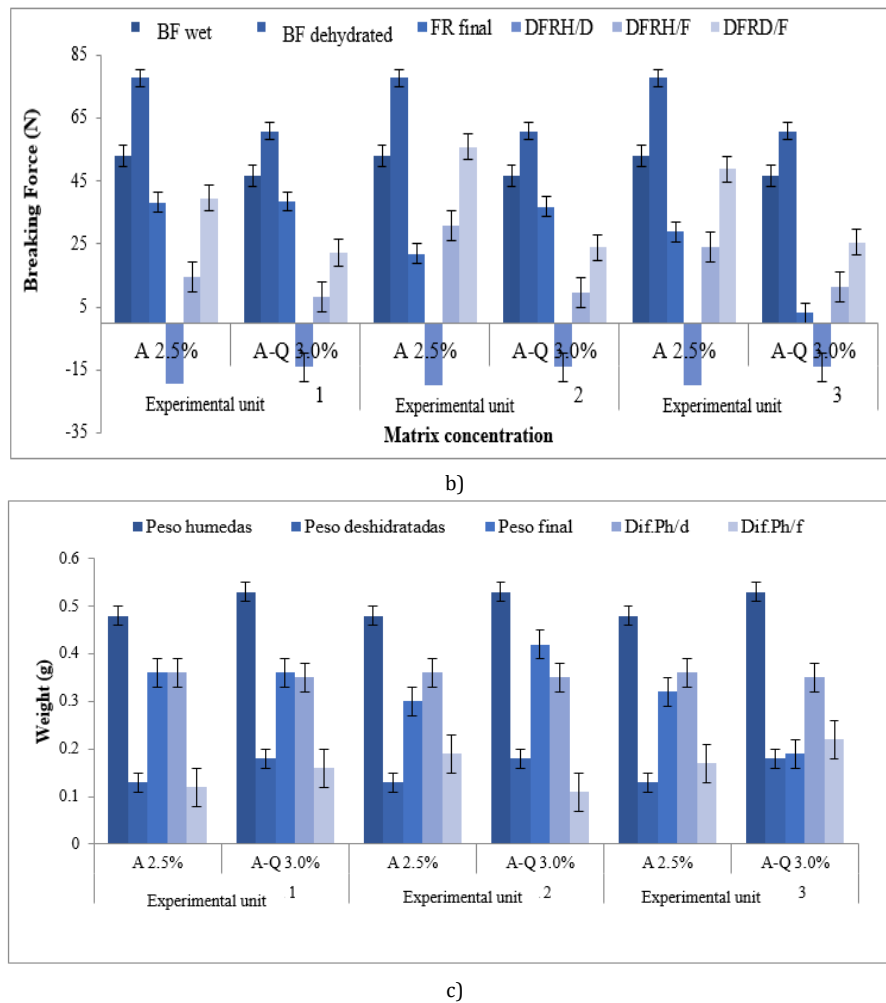 BF wet BF dehydrated FR final DFRH/D DFRH/F DFRD/F
Breaking Force (N)
85
65
45
25
5
-15
-35
A 2.5% A-Q 3.0% A 2.5% A-Q 3.0% A 2.5% A-Q 3.0%
Experimental unit 1 Experimental unit 2 Experimental unit 3
Matrix concentration
b)
Peso humedas Peso deshidratadas Peso final Dif.Ph/d Dif.Ph/f
Weight (g)
0.6
0.5
0.4
0.3
0.2
0.1
0
A 2.5% A-Q 3.0% A 2.5% A-Q 3.0% A 2.5% A-Q 3.0%
Experimental unit 1 Experimental unit 2 Experimental unit 3
c)